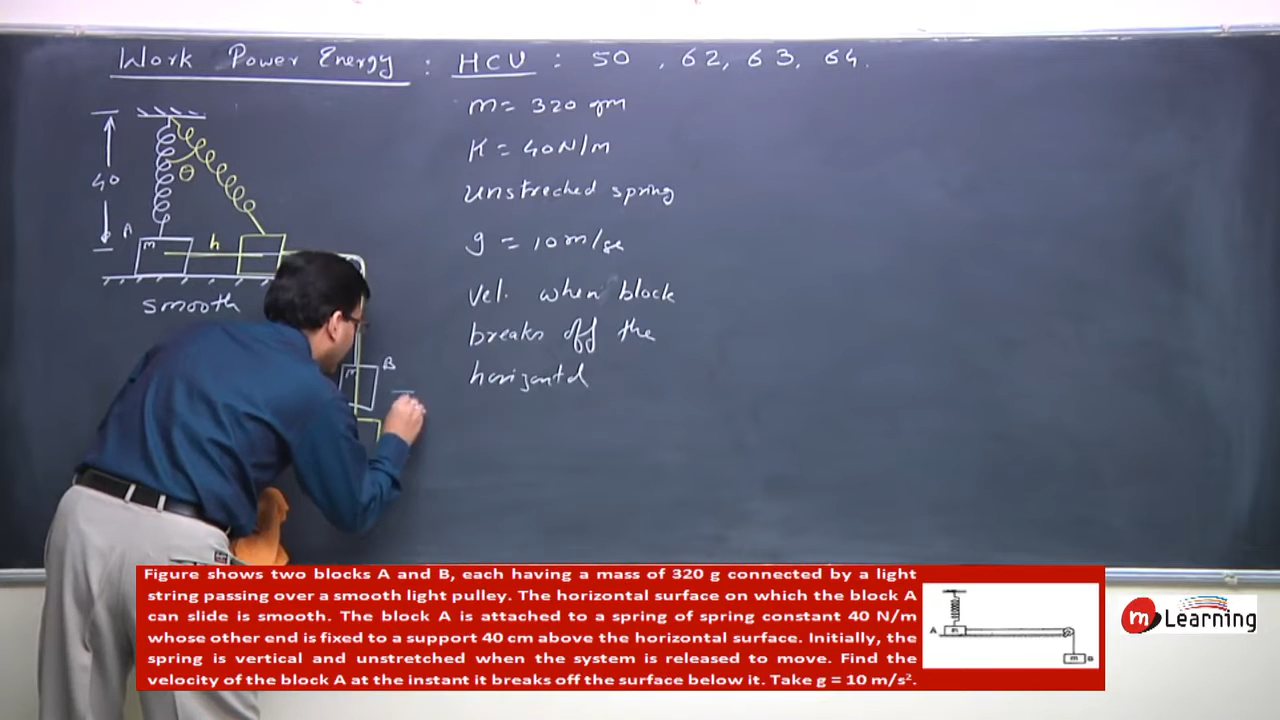 Work Power Energy : HCU : 50 , 62, 63, 64.
m = 320 gm
K = 40 N/m
unstreched spring
g = 10 m/se
vel. when block
breaks off the
horizontal
40
θ
A
m
h
smooth
B
m
Figure shows two blocks A and B, each having a mass of 320 g connected by a light
string passing over a smooth light pulley. The horizontal surface on which the block A
can slide is smooth. The block A is attached to a spring of spring constant 40 N/m
whose other end is fixed to a support 40 cm above the horizontal surface. Initially, the
spring is vertical and unstretched when the system is released to move. Find the
velocity of the block A at the instant it breaks off the surface below it. Take g = 10 m/s².
A
m
m
B
m Learning